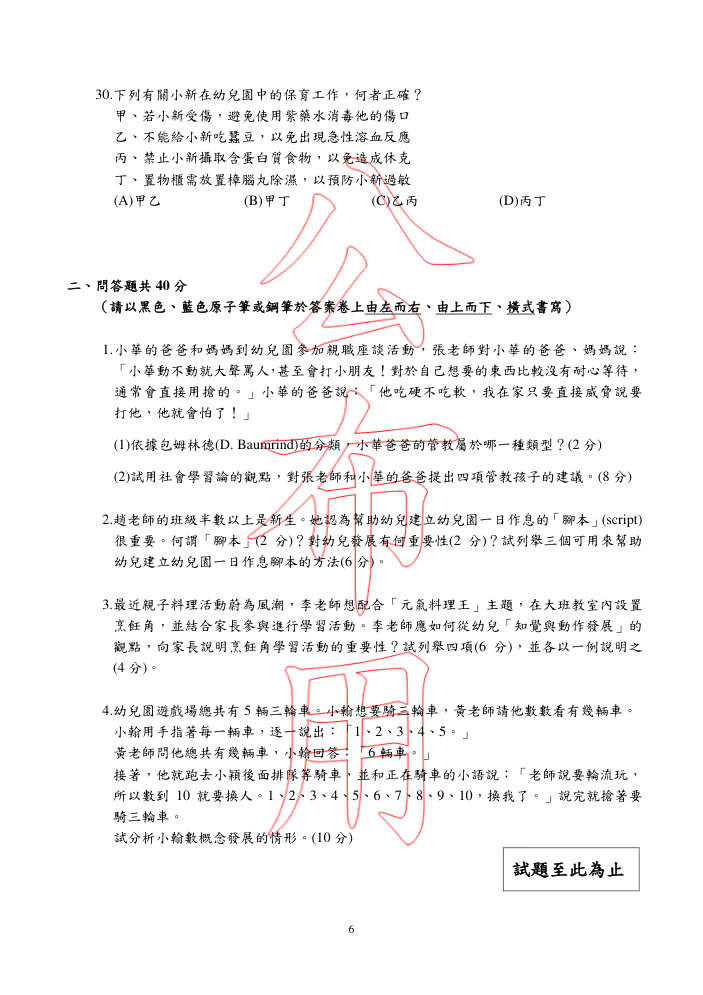 30.下列有關小新在幼兒園中的保育工作，何者正確？
甲、若小新受傷，避免使用紫藥水消毒他的傷口
乙、不能給小新吃蠶豆，以免出現急性溶血反應
丙、禁止小新攝取含蛋白質食物，以免造成休克
丁、置物櫃需放置樟腦丸除濕，以預防小新過敏
(A)甲乙 (B)甲丁 (C)乙丙 (D)丙丁
二、問答題共 40 分
（請以黑色、藍色原子筆或鋼筆於答案卷上由左而右、由上而下、橫式書寫）
1.小華的爸爸和媽媽到幼兒園參加親職座談活動，張老師對小華的爸爸、媽媽說：
「小華動不動就大聲罵人，甚至會打小朋友！對於自己想要的東西比較沒有耐心等待，
通常會直接用搶的。」小華的爸爸說：「他吃硬不吃軟，我在家只要直接威脅說要
打他，他就會怕了！」
(1)依據包姆林德(D. Baumrind)的分類，小華爸爸的管教屬於哪一種類型？(2 分)
(2)試用社會學習論的觀點，對張老師和小華的爸爸提出四項管教孩子的建議。(8 分)
2.趙老師的班級半數以上是新生。她認為幫助幼兒建立幼兒園一日作息的「腳本」(script)
很重要。何謂「腳本」(2 分)？對幼兒發展有何重要性(2 分)？試列舉三個可用來幫助
幼兒建立幼兒園一日作息腳本的方法(6 分)。
3.最近親子料理活動蔚為風潮，李老師想配合「元氣料理王」主題，在大班教室內設置
烹飪角，並結合家長參與進行學習活動。李老師應如何從幼兒「知覺與動作發展」的
觀點，向家長說明烹飪角學習活動的重要性？試列舉四項(6 分)，並各以一例說明之
(4 分)。
4.幼兒園遊戲場總共有 5 輛三輪車。小翰想要騎三輪車，黃老師請他數數看有幾輛車。
小翰用手指著每一輛車，逐一說出：「1、2、3、4、5。」
黃老師問他總共有幾輛車，小翰回答：「6 輛車。」
接著，他就跑去小穎後面排隊等騎車，並和正在騎車的小語說：「老師說要輪流玩，
所以數到 10 就要換人。1、2、3、4、5、6、7、8、9、10，換我了。」說完就搶著要
騎三輪車。
試分析小翰數概念發展的情形。(10 分)
試題至此為止
6
公布用